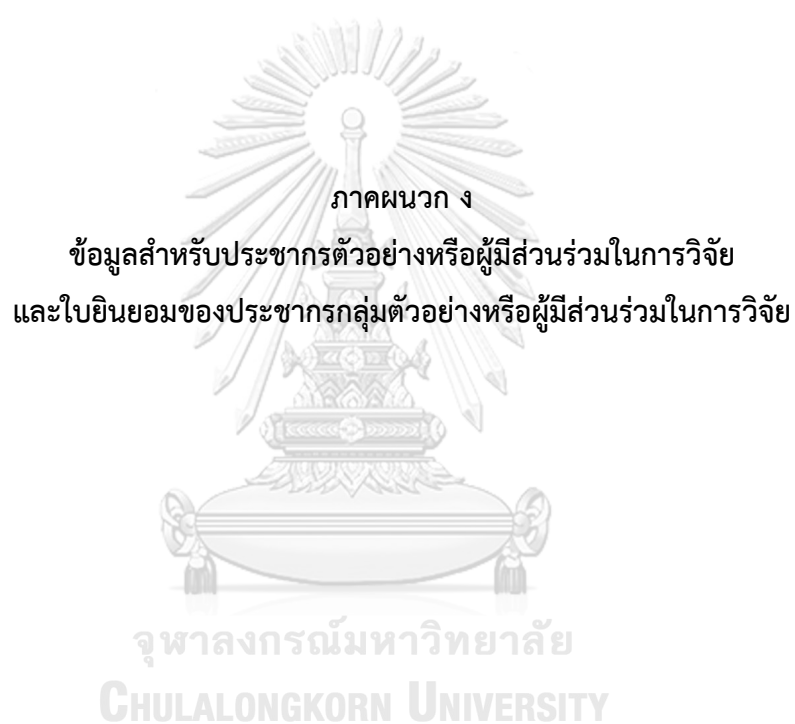 ภาคผนวก ง
ข้อมูลสำหรับประชากรตัวอย่างหรือผู้มีส่วนร่วมในการวิจัย
และใบยินยอมของประชากรกลุ่มตัวอย่างหรือผู้มีส่วนร่วมในการวิจัย
จุฬาลงกรณ์มหาวิทยาลัย
CHULALONGKORN UNIVERSITY